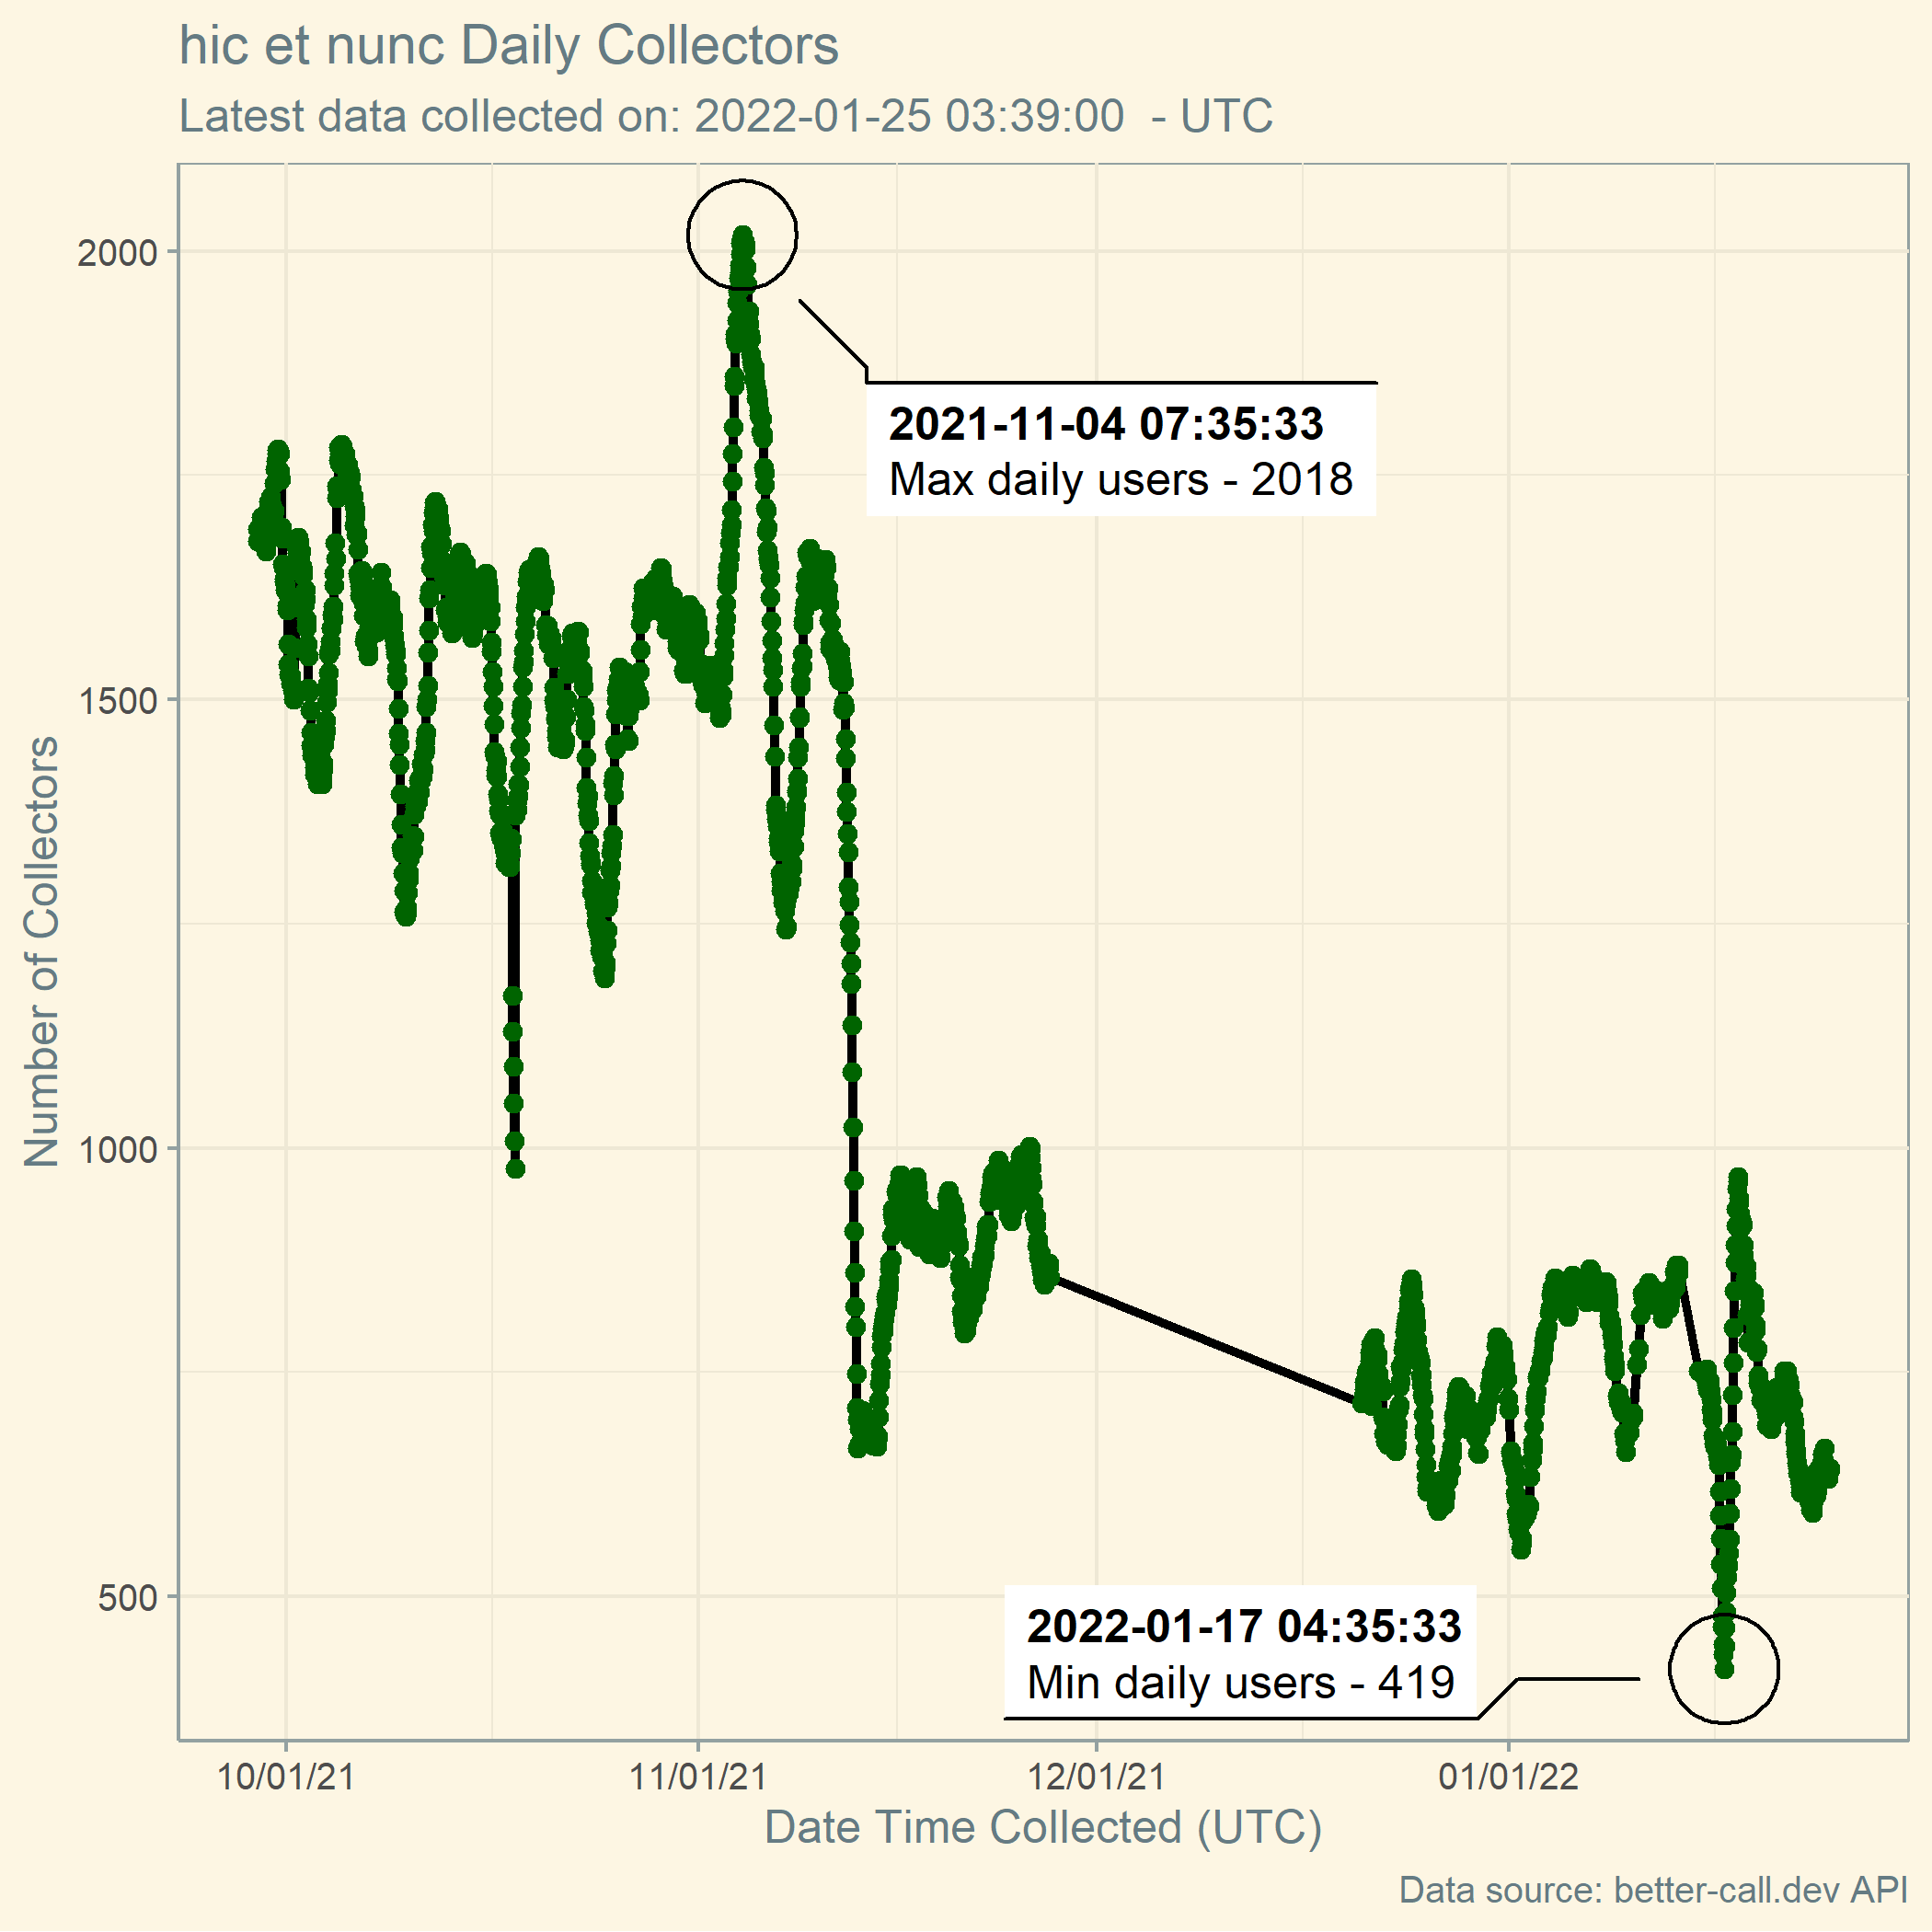 hic et nunc Daily Collectors
Latest data collected on: 2022-01-25 03:39:00  - UTC
Number of Collectors
2000
1500
1000
500
2021-11-04 07:35:33
Max daily users - 2018
2022-01-17 04:35:33
Min daily users - 419
10/01/21
11/01/21
12/01/21
01/01/22
Date Time Collected (UTC)
Data source: better-call.dev API